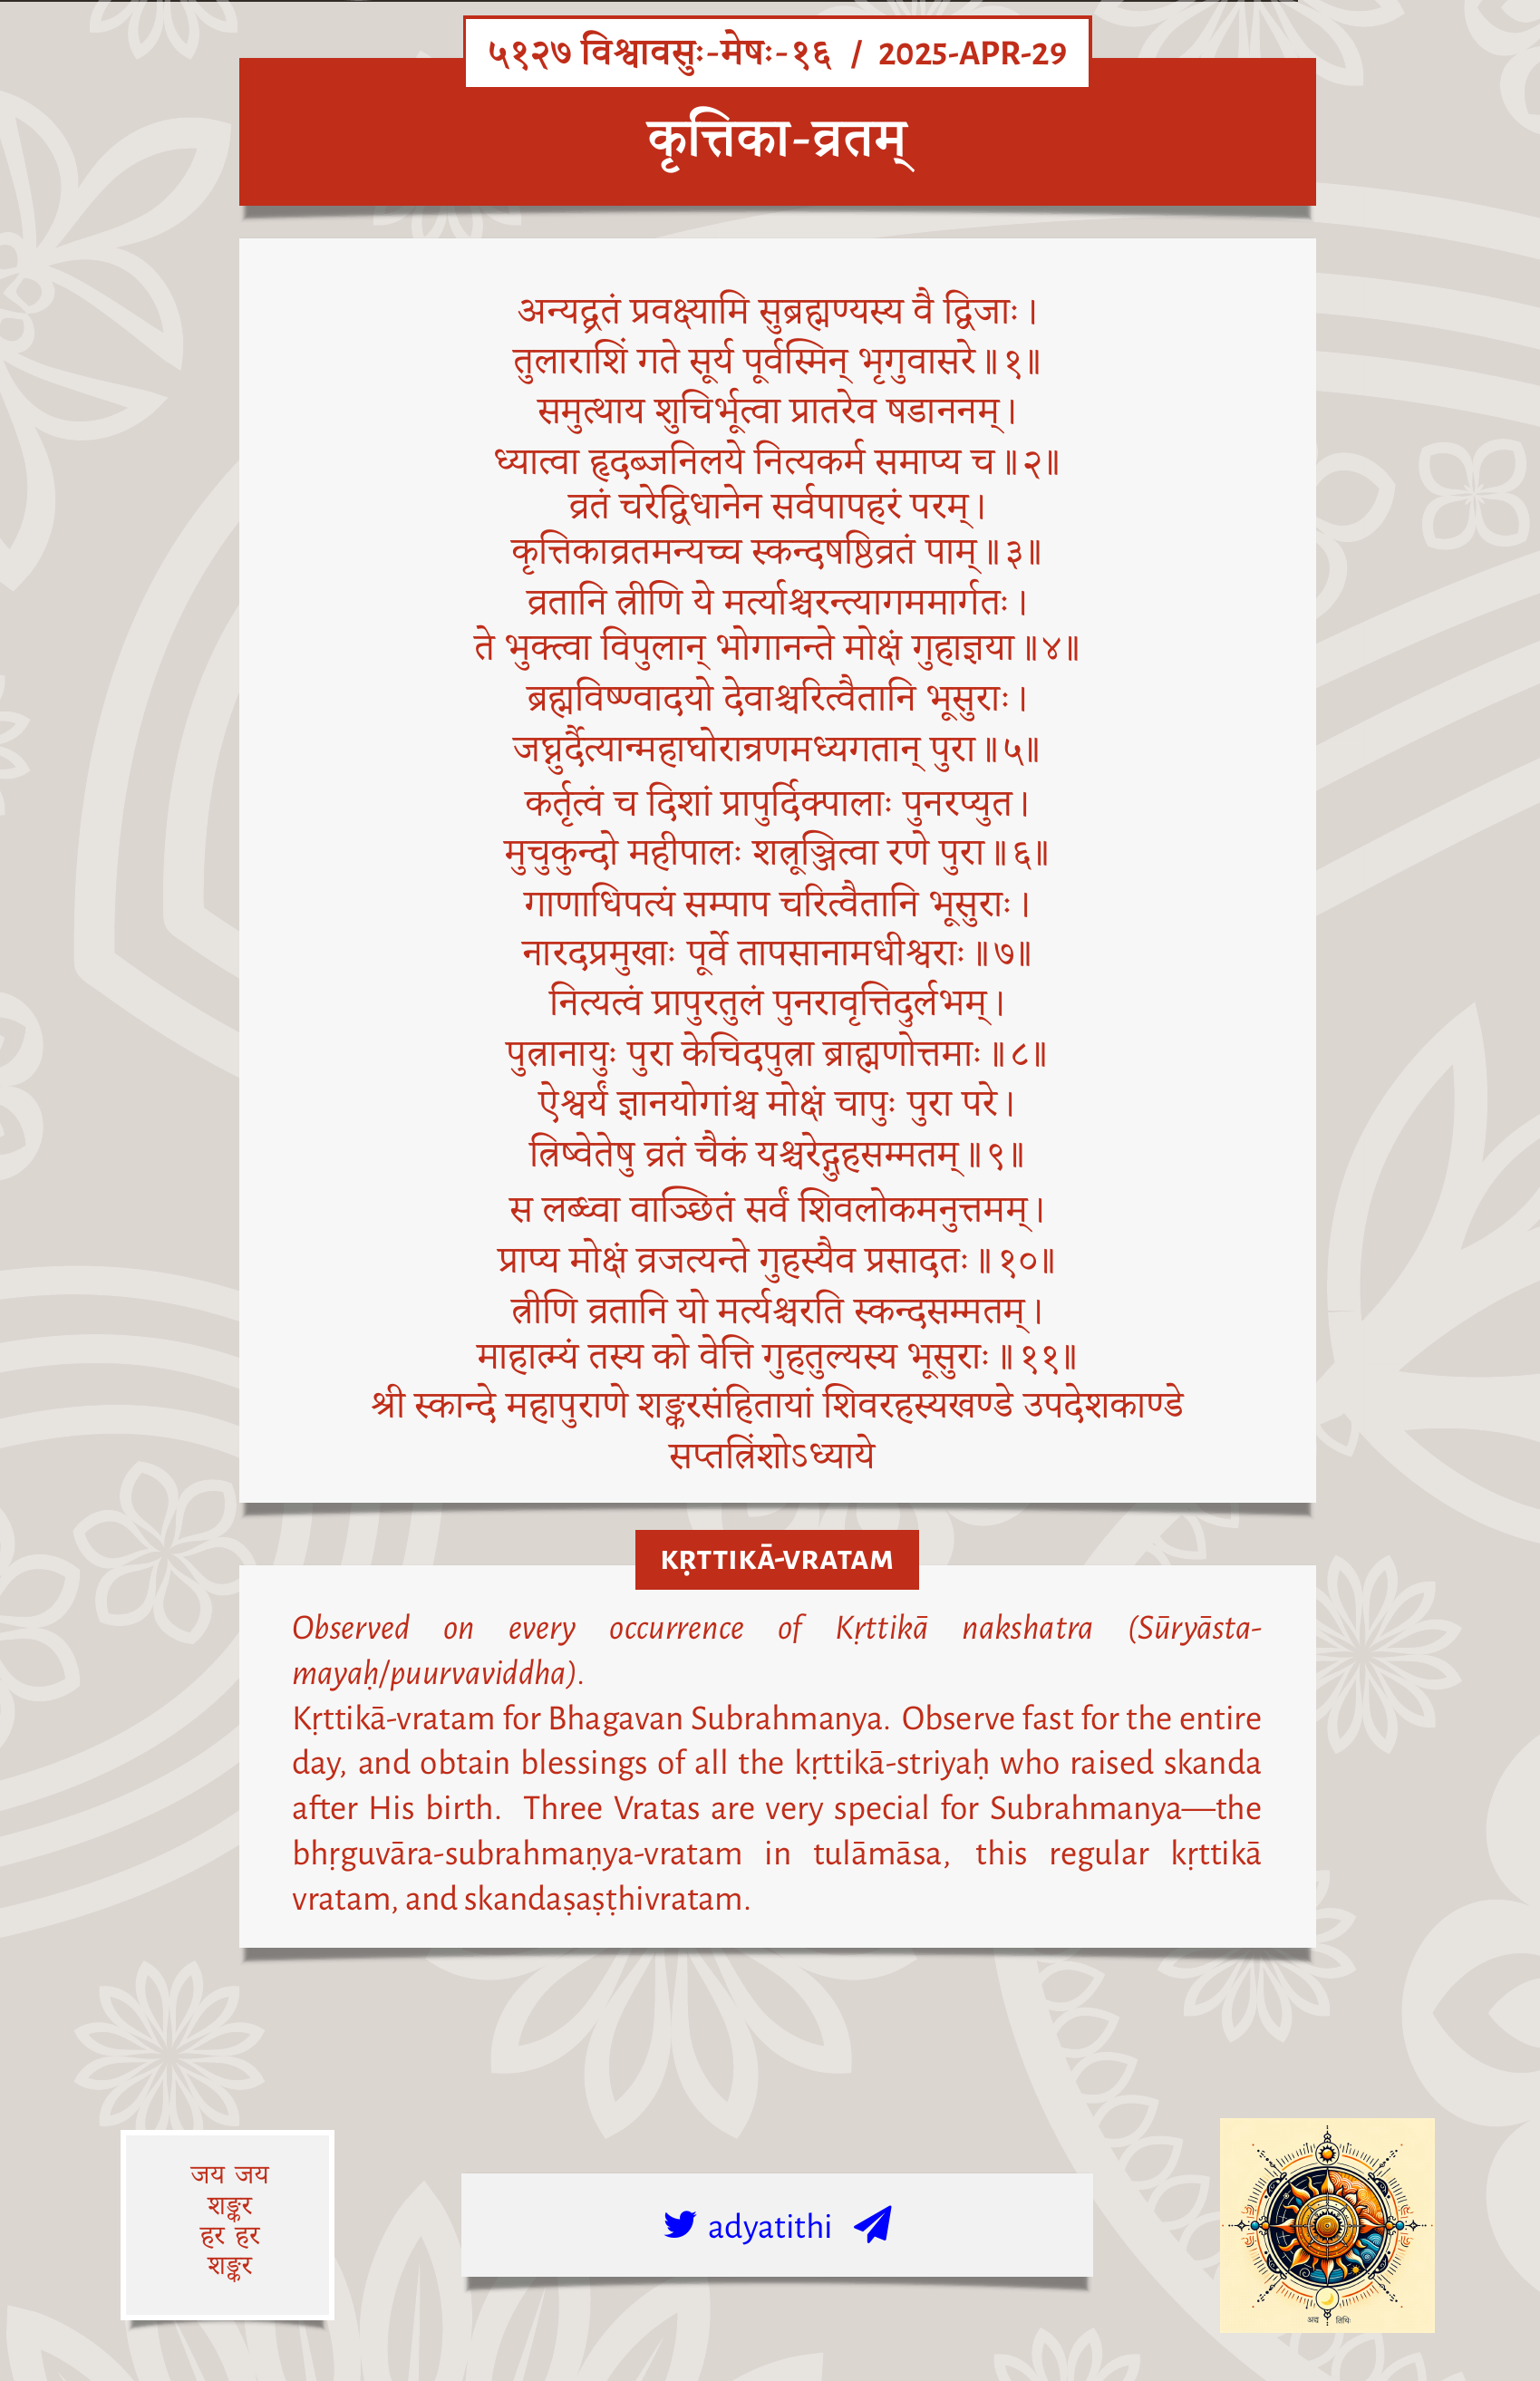 ५१२७ विश्वावसुः-मेषः-१६ / 2025-APR-29
कृत्तिका-व्रतम्
अन्यद्व्रतं प्रवक्ष्यामि सुब्रह्मण्यस्य वै द्विजाः।
तुलाराशिं गते सूर्य पूर्वस्मिन् भृगुवासरे॥१॥
समुत्थाय शुचिर्भूत्वा प्रातरेव षडाननम्।
ध्यात्वा हृदब्जनिलये नित्यकर्म समाप्य च॥२॥
व्रतं चरेद्विधानेन सर्वपापहरं परम्।
कृत्तिकाव्रतमन्यच्च स्कन्दषष्ठिव्रतं पाम्॥३॥
व्रतानि त्रीणि ये मर्त्याश्चरन्त्यागममार्गतः।
ते भुक्त्वा विपुलान् भोगानन्ते मोक्षं गुहाज्ञया॥४॥
ब्रह्मविष्ण्वादयो देवाश्चरित्वैतानि भूसुराः।
जघ्नुर्दैत्यान्महाघोरान्रणमध्यगतान् पुरा॥५॥
कर्तृत्वं च दिशां प्रापुर्दिक्पालाः पुनरप्युत।
मुचुकुन्दो महीपालः शत्रूञ्जित्वा रणे पुरा॥६॥
गाणाधिपत्यं सम्पाप चरित्वैतानि भूसुराः।
नारदप्रमुखाः पूर्वे तापसानामधीश्वराः॥७॥
नित्यत्वं प्रापुरतुलं पुनरावृत्तिदुर्लभम्।
पुत्रानायुः पुरा केचिदपुत्रा ब्राह्मणोत्तमाः॥८॥
ऐश्वर्यं ज्ञानयोगांश्च मोक्षं चापुः पुरा परे।
त्रिष्वेतेषु व्रतं चैकं यश्चरेद्गुहसम्मतम्॥९॥
स लब्ध्वा वाञ्छितं सर्वं शिवलोकमनुत्तमम्।
प्राप्य मोक्षं व्रजत्यन्ते गुहस्यैव प्रसादतः॥१०॥
त्रीणि व्रतानि यो मर्त्यश्चरति स्कन्दसम्मतम्।
माहात्म्यं तस्य को वेत्ति गुहतुल्यस्य भूसुराः॥११॥
श्री स्कान्दे महापुराणे शङ्करसंहितायां शिवरहस्यखण्डे उपदेशकाण्डे
सप्तत्रिंशोऽध्याये
KṚTTIKĀ-VRATAM
Observed on every occurrence of Kṛttikā nakshatra (Sūryāsta-
mayaḥ/puurvaviddha).
Kṛttikā-vratam for Bhagavan Subrahmanya. Observe fast for the entire
day, and obtain blessings of all the kṛttikā-striyaḥ who raised skanda
after His birth. Three Vratas are very special for Subrahmanya—the
bhṛguvāra-subrahmaṇya-vratam in tulāmāsa, this regular kṛttikā
vratam, and skandaṣaṣṭhivratam.
जय जय
शङ्कर
हर हर
शङ्कर
adyatithi
अद्य तिथिः